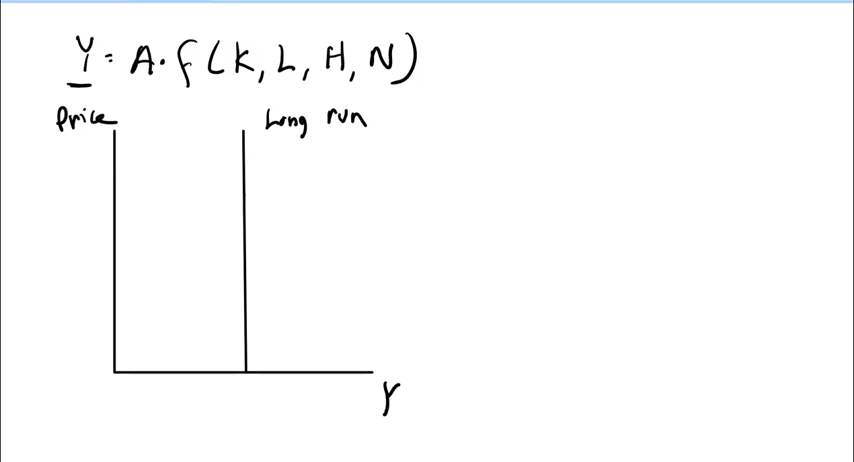 Y = A · f (K, L, H, N)
Price
Long run
Y